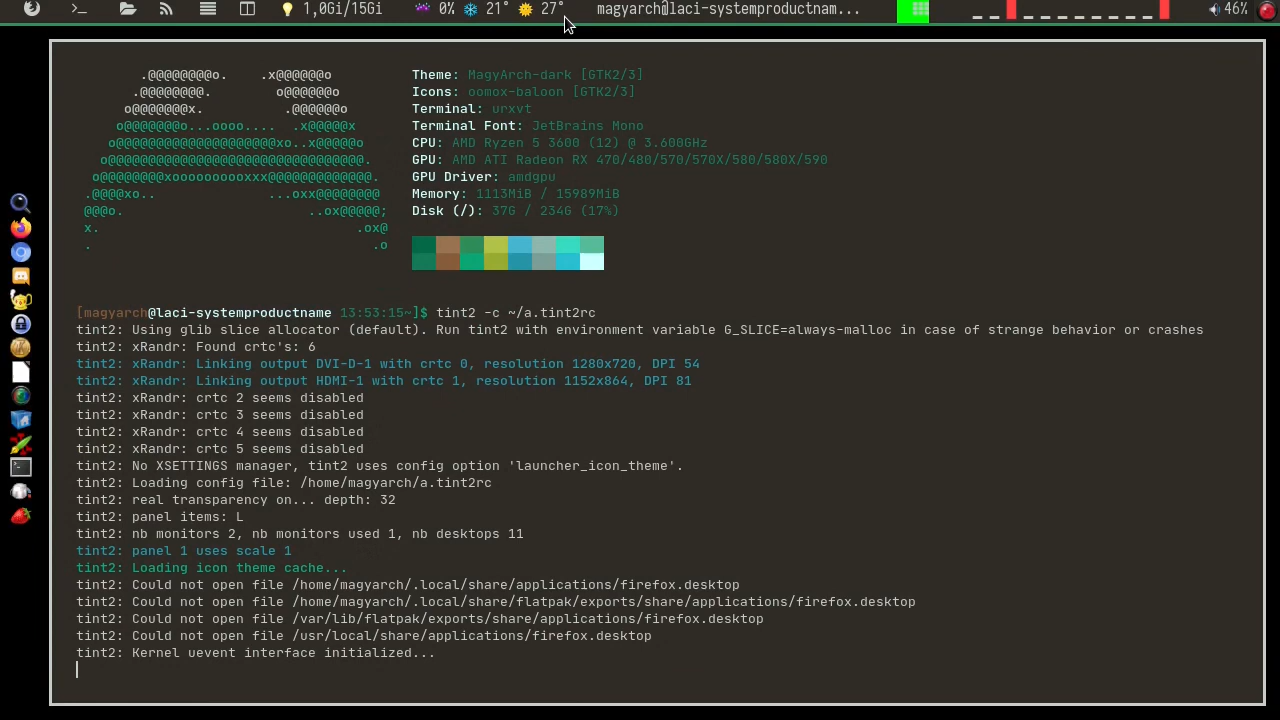 1,0Gi/15Gi 0% 21° 27° magyarch@laci-systemproductnam... 46%
.@@@@@@@@o. .x@@@@@@o Theme: MagyArch-dark [GTK2/3]
.@@@@@@@@. o@@@@@@o Icons: oomox-baloon [GTK2/3]
o@@@@@@@x. .@@@@@@o Terminal: urxvt
o@@@@@@@o...oooo.... .x@@@@@x Terminal Font: JetBrains Mono
o@@@@@@@@@@@@@@@@@@@@xo..x@@@@@o CPU: AMD Ryzen 5 3600 (12) @ 3.600GHz
o@@@@@@@@@@@@@@@@@@@@@@@@@@@@@@@@. GPU: AMD ATI Radeon RX 470/480/570/570X/580/580X/590
o@@@@@@@@xoooooooooxxx@@@@@@@@@@@@@. GPU Driver: amdgpu
.@@@@xo.. ...oxx@@@@@@@@ Memory: 1113MiB / 15989MiB
@@@o. ..ox@@@@@; Disk (/): 37G / 234G (17%)
x. .ox@
. .o
[magyarch@laci-systemproductname 13:53:15~]$ tint2 -c ~/a.tint2rc
tint2: Using glib slice allocator (default). Run tint2 with environment variable G_SLICE=always-malloc in case of strange behavior or crashes
tint2: xRandr: Found crtc's: 6
tint2: xRandr: Linking output DVI-D-1 with crtc 0, resolution 1280x720, DPI 54
tint2: xRandr: Linking output HDMI-1 with crtc 1, resolution 1152x864, DPI 81
tint2: xRandr: crtc 2 seems disabled
tint2: xRandr: crtc 3 seems disabled
tint2: xRandr: crtc 4 seems disabled
tint2: xRandr: crtc 5 seems disabled
tint2: No XSETTINGS manager, tint2 uses config option 'launcher_icon_theme'.
tint2: Loading config file: /home/magyarch/a.tint2rc
tint2: real transparency on... depth: 32
tint2: panel items: L
tint2: nb monitors 2, nb monitors used 1, nb desktops 11
tint2: panel 1 uses scale 1
tint2: Loading icon theme cache...
tint2: Could not open file /home/magyarch/.local/share/applications/firefox.desktop
tint2: Could not open file /home/magyarch/.local/share/flatpak/exports/share/applications/firefox.desktop
tint2: Could not open file /var/lib/flatpak/exports/share/applications/firefox.desktop
tint2: Could not open file /usr/local/share/applications/firefox.desktop
tint2: Kernel uevent interface initialized...